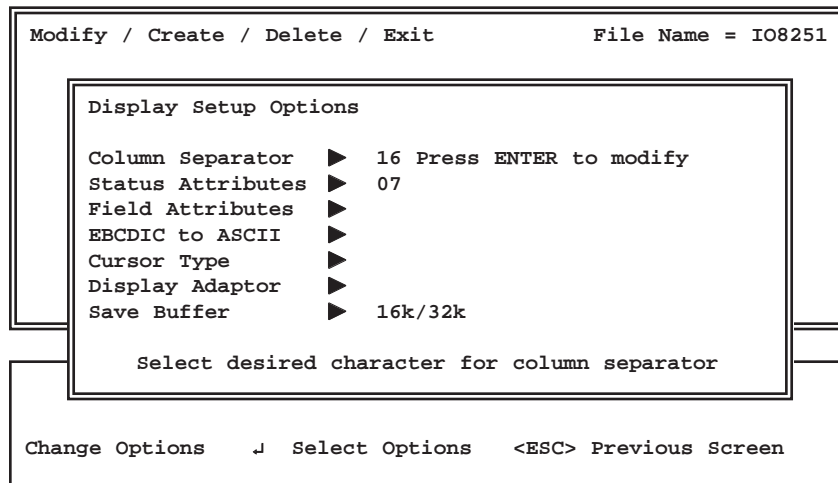 Modify / Create / Delete / Exit File Name = IO8251
Display Setup Options
Column Separator ► 16 Press ENTER to modify
Status Attributes ► 07
Field Attributes ►
EBCDIC to ASCII ►
Cursor Type ►
Display Adaptor ►
Save Buffer ► 16k/32k
Select desired character for column separator
Change Options ↵ Select Options <ESC> Previous Screen